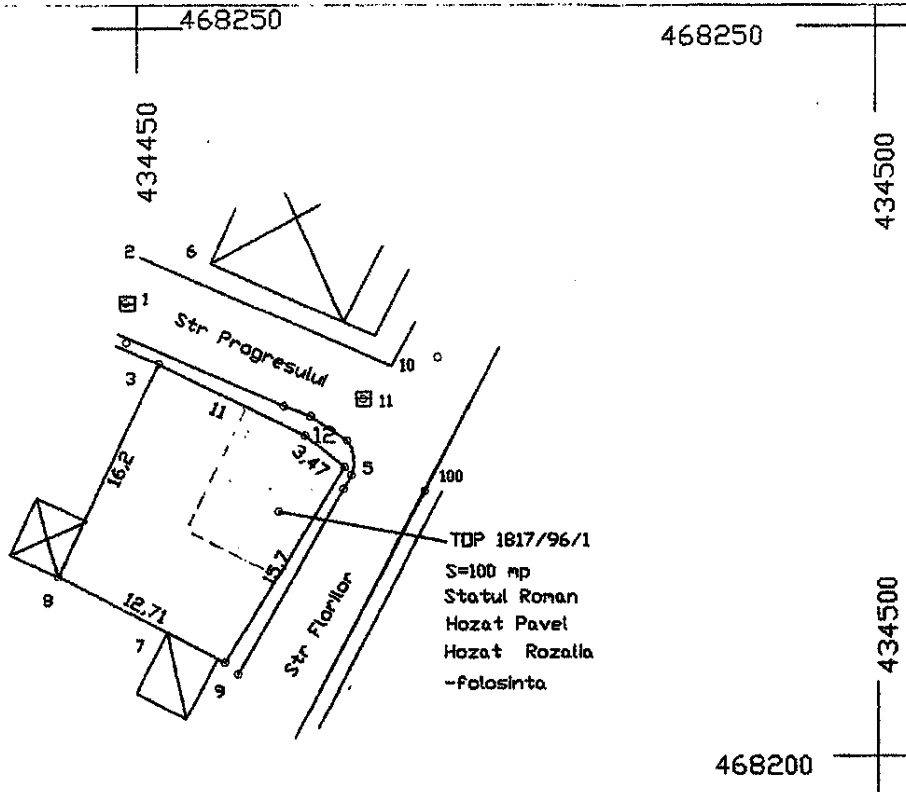 468250
468250
434450
434500
2
6
1
Str Progresului
10
3
11
11
12
3,47
5
16,2
100
TOP 1817/96/1
S=100 mp
Statul Roman
Hozat Pavel
Hozat Rozalia
-folosinta
15,7
8
12,71
7
9
Str Florilor
434500
468200